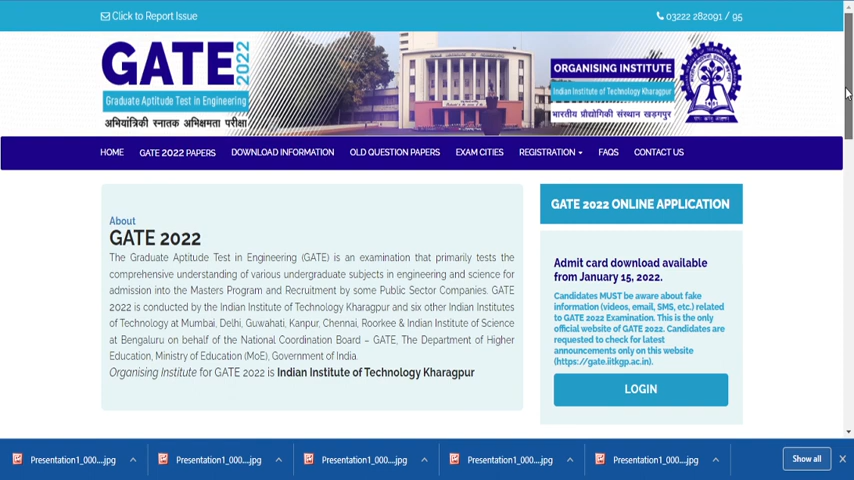 Click to Report Issue
03222 282091 / 95
GATE 2022
Graduate Aptitude Test in Engineering
अभियांत्रिकी स्नातक अभिक्षमता परीक्षा
ORGANISING INSTITUTE
Indian Institute of Technology Kharagpur
भारतीय प्रौद्योगिकी संस्थान खड़गपुर
HOME GATE 2022 PAPERS DOWNLOAD INFORMATION OLD QUESTION PAPERS EXAM CITIES REGISTRATION FAQS CONTACT US
About
GATE 2022
The Graduate Aptitude Test in Engineering (GATE) is an examination that primarily tests the
comprehensive understanding of various undergraduate subjects in engineering and science for
admission into the Masters Program and Recruitment by some Public Sector Companies. GATE
2022 is conducted by the Indian Institute of Technology Kharagpur and six other Indian Institutes
of Technology at Mumbai, Delhi, Guwahati, Kanpur, Chennai, Roorkee & Indian Institute of Science
at Bengaluru on behalf of the National Coordination Board – GATE, The Department of Higher
Education, Ministry of Education (MoE), Government of India.
Organising Institute for GATE 2022 is Indian Institute of Technology Kharagpur
GATE 2022 ONLINE APPLICATION
Admit card download available
from January 15, 2022.
Candidates MUST be aware about fake
information (videos, email, SMS, etc.) related
to GATE 2022 Examination. This is the only
official website of GATE 2022. Candidates are
requested to check for latest
announcements only on this website
(https://gate.iitkgp.ac.in).
LOGIN
Presentation1_000....jpg Presentation1_000....jpg Presentation1_000....jpg Presentation1_000....jpg Presentation1_000....jpg Show all